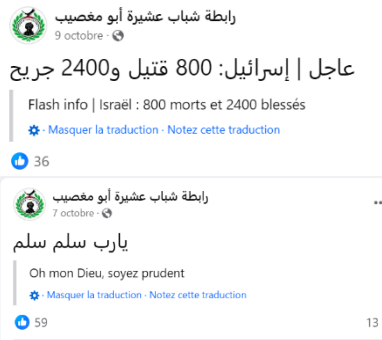 رابطة شباب عشيرة أبو مغصيب
9 octobre
عاجل | إسرائيل: 800 قتيل و2400 جريح
Flash info | Israël : 800 morts et 2400 blessés
· Masquer la traduction · Notez cette traduction
36
رابطة شباب عشيرة أبو مغصيب
7 octobre
يارب سلم سلم
Oh mon Dieu, soyez prudent
· Masquer la traduction · Notez cette traduction
59
13